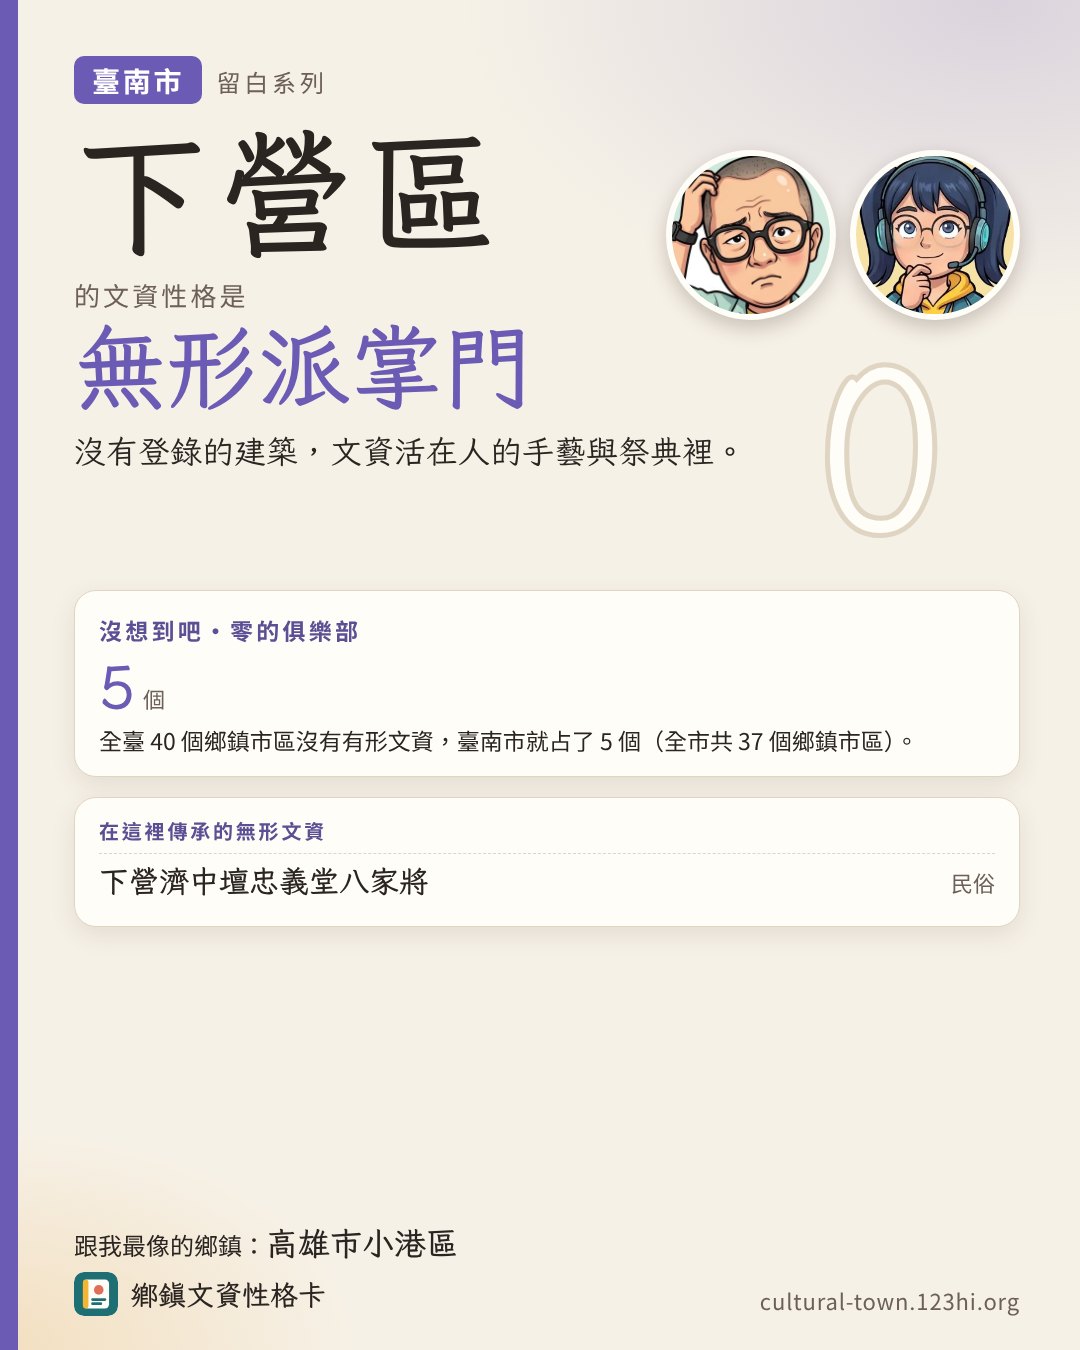 臺南市 留白系列
下營區
的文資性格是
無形派掌門
沒有登錄的建築，文資活在人的手藝與祭典裡。
0
沒想到吧・零的俱樂部
5 個
全臺 40 個鄉鎮市區沒有有形文資，臺南市就占了 5 個（全市共 37 個鄉鎮市區）。
在這裡傳承的無形文資
下營濟中壇忠義堂八家將 民俗
跟我最像的鄉鎮：高雄市小港區
鄉鎮文資性格卡
cultural-town.123hi.org